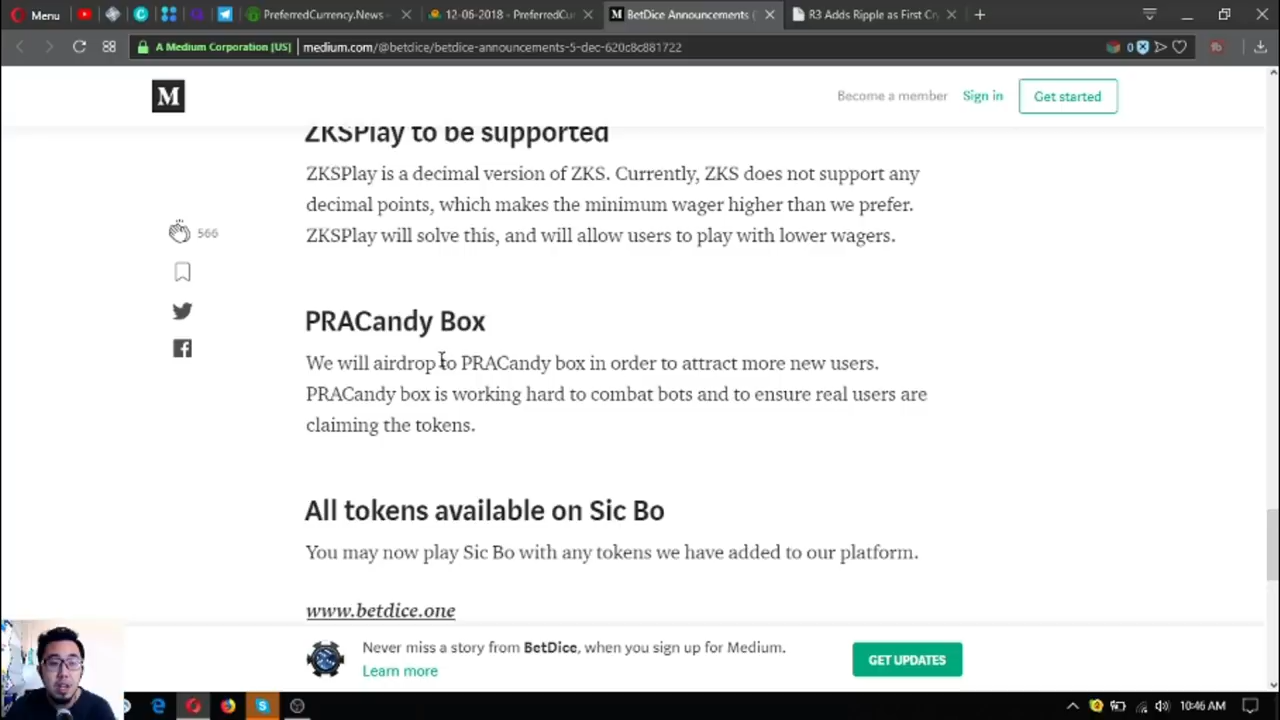 Menu
PreferredCurrency.News -
12-06-2018 - PreferredCu
BetDice Announcements (
R3 Adds Ripple as First Cr
88
A Medium Corporation [US]
medium.com/@betdice/betdice-announcements-5-dec-620c8c881722
0
M
Become a member
Sign in
Get started
ZKSPlay to be supported
ZKSPlay is a decimal version of ZKS. Currently, ZKS does not support any
decimal points, which makes the minimum wager higher than we prefer.
ZKSPlay will solve this, and will allow users to play with lower wagers.
566
PRACandy Box
We will airdrop to PRACandy box in order to attract more new users.
PRACandy box is working hard to combat bots and to ensure real users are
claiming the tokens.
All tokens available on Sic Bo
You may now play Sic Bo with any tokens we have added to our platform.
www.betdice.one
Never miss a story from BetDice, when you sign up for Medium.
Learn more
GET UPDATES
10:46 AM